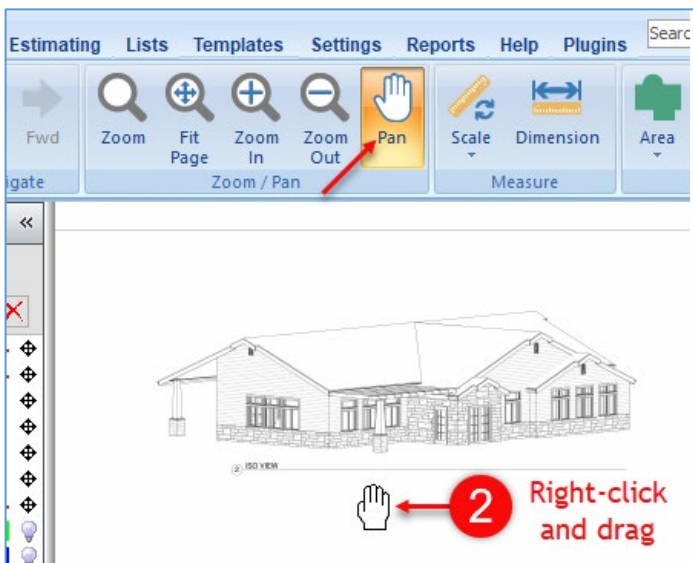 Estimating Lists Templates Settings Reports Help Plugins Searc
Fwd Zoom Fit Page Zoom In Zoom Out Pan Scale Dimension Area
igate Zoom / Pan Measure
2 ISO VIEW
2 Right-click
and drag